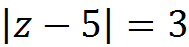 |z − 5| = 3